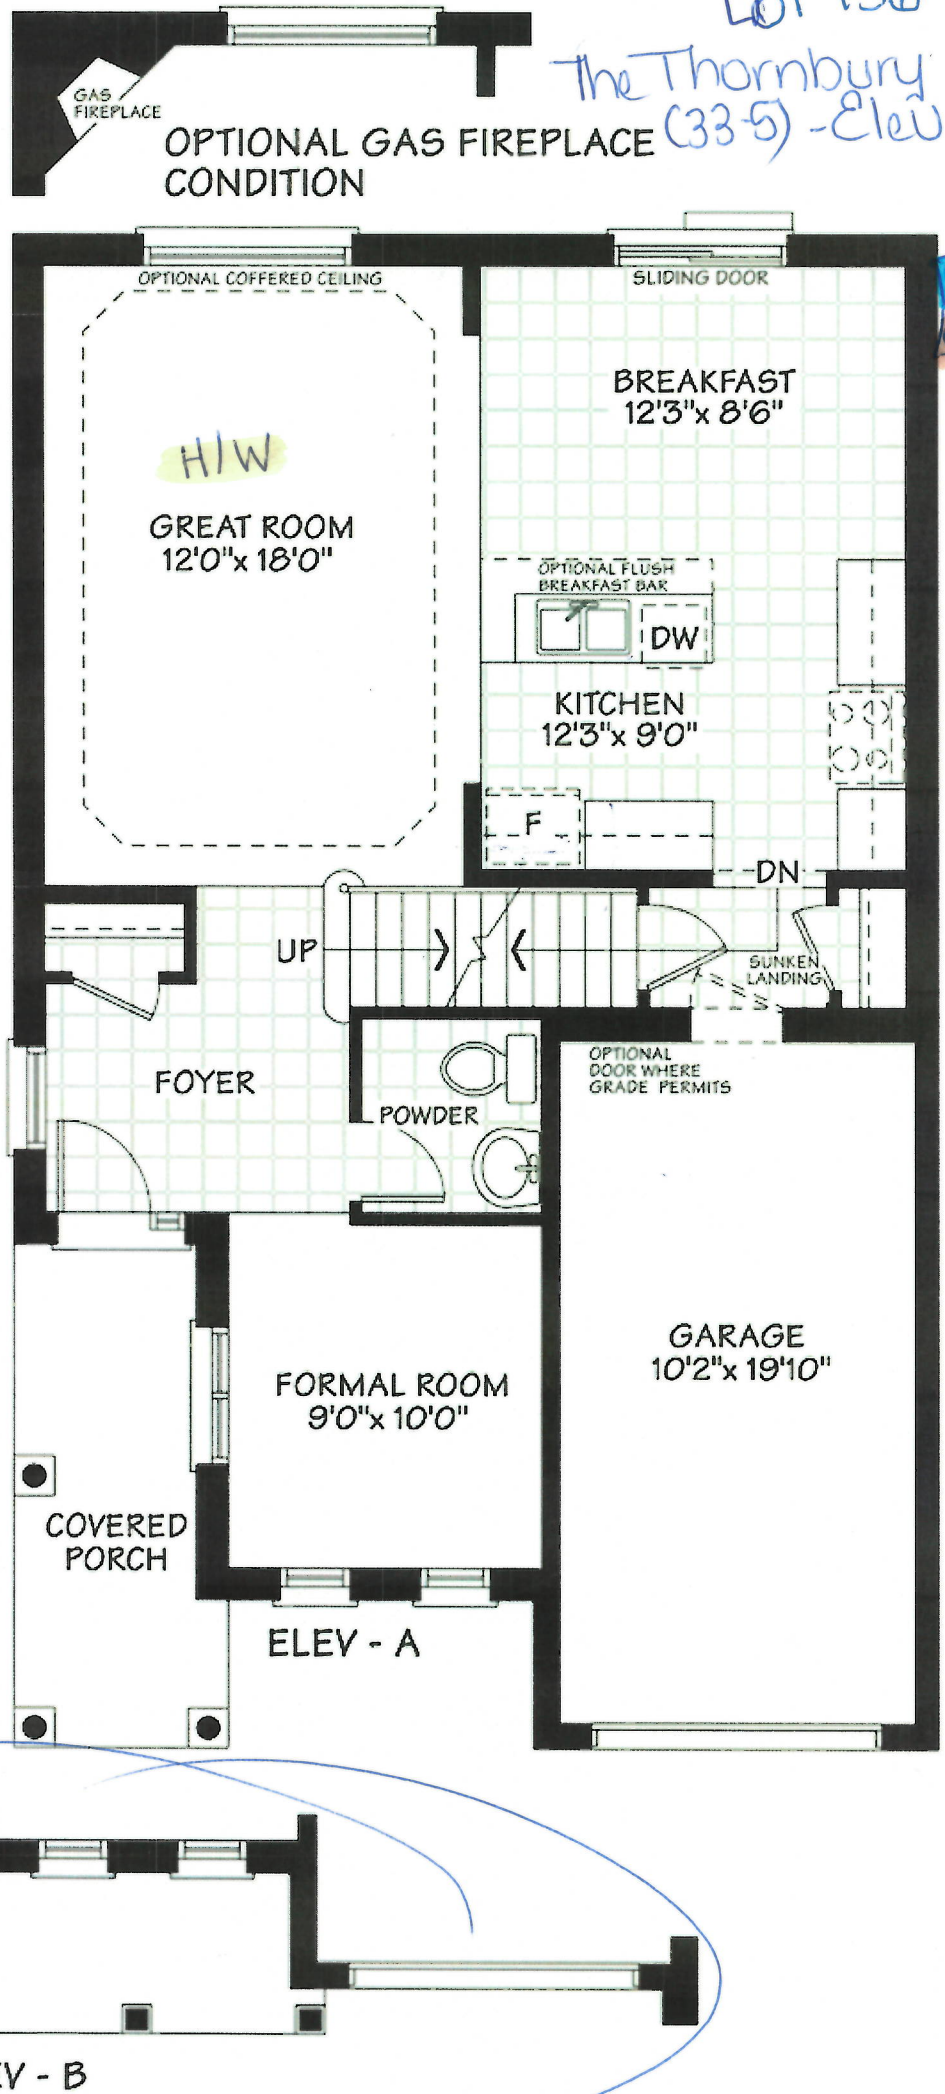 LOT
The Thornbury
(33-5) - Elev
GAS
FIREPLACE
OPTIONAL GAS FIREPLACE
CONDITION
OPTIONAL COFFERED CEILING
SLIDING DOOR
BREAKFAST
12'3" x 8'6"
H/W
GREAT ROOM
12'0" x 18'0"
OPTIONAL FLUSH
BREAKFAST BAR
DW
KITCHEN
12'3" x 9'0"
F
DN
UP
SUNKEN
LANDING
OPTIONAL
DOOR WHERE
GRADE PERMITS
FOYER
POWDER
GARAGE
10'2" x 19'10"
FORMAL ROOM
9'0" x 10'0"
COVERED
PORCH
ELEV - A
V - B